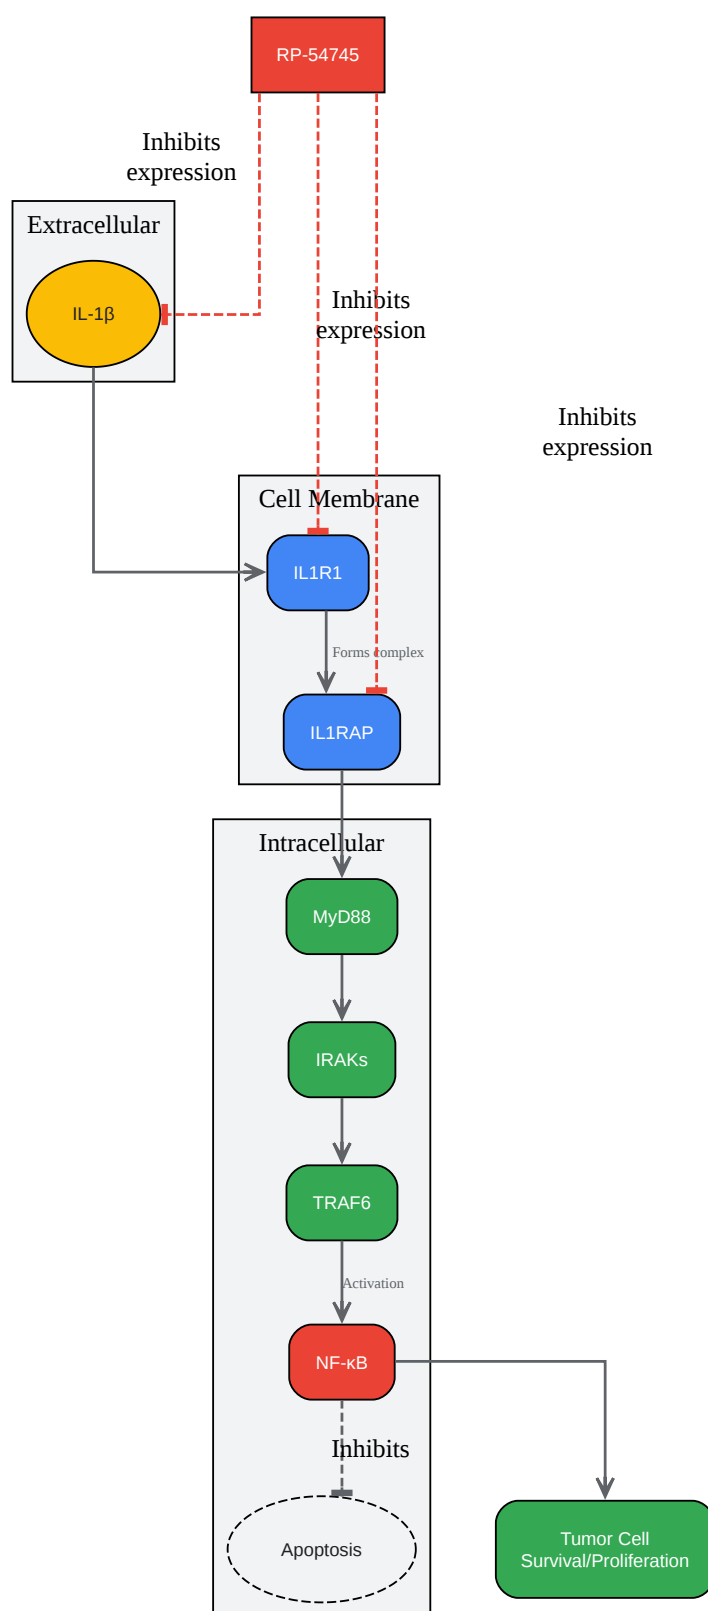 RP-54745
Inhibits
expression
Extracellular
IL-1β
Inhibits
expression
Inhibits
expression
Cell Membrane
IL1R1
Forms complex
IL1RAP
Intracellular
MyD88
IRAKs
TRAF6
Activation
NF-κB
Inhibits
Apoptosis
Tumor Cell
Survival/Proliferation